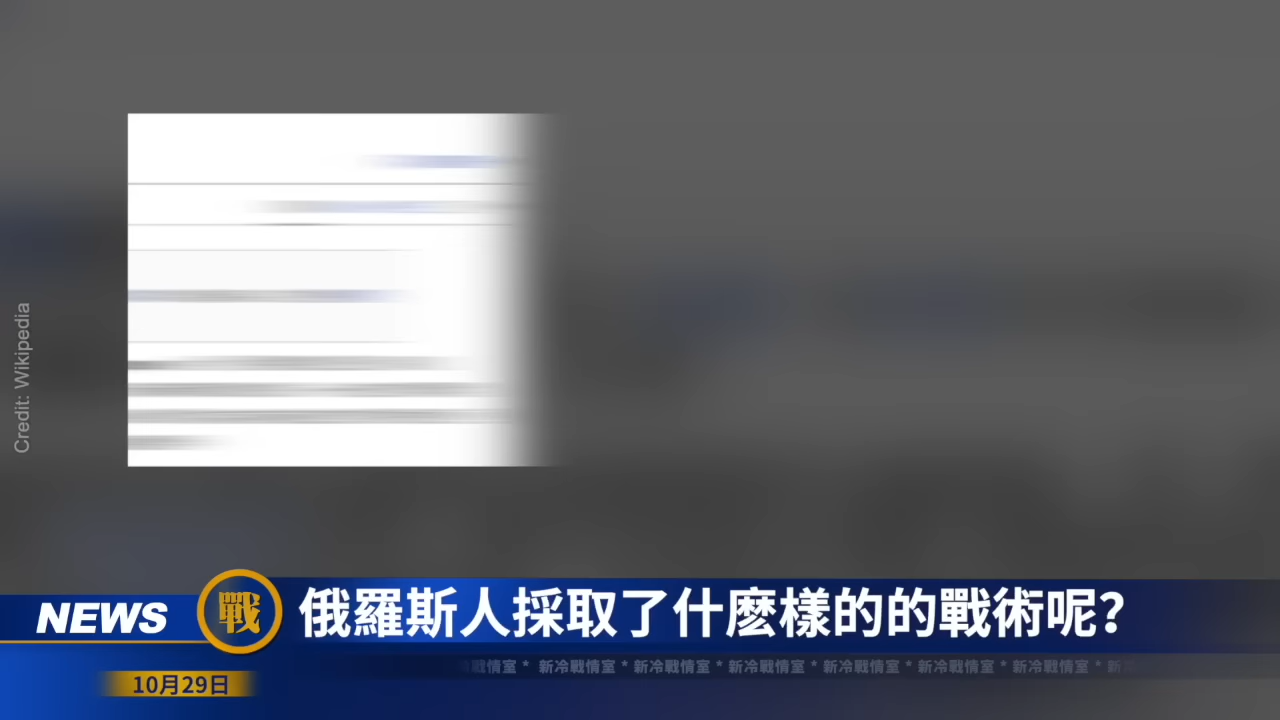 Credit: Wikipedia
NEWS
戰
俄羅斯人採取了什麽樣的的戰術呢？
戰情室 * 新冷戰情室 * 新冷戰情室 * 新冷戰情室 * 新冷戰情室 * 新冷戰情室 * 新冷戰情室 * 新
10月29日